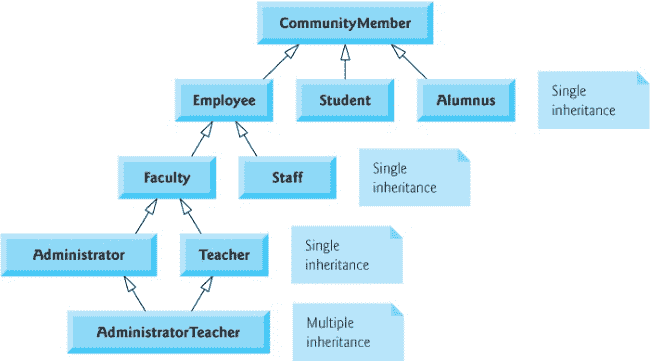 CommunityMember
Employee
Student
Alumnus
Single
inheritance
Faculty
Staff
Single
inheritance
Administrator
Teacher
Single
inheritance
AdministratorTeacher
Multiple
inheritance